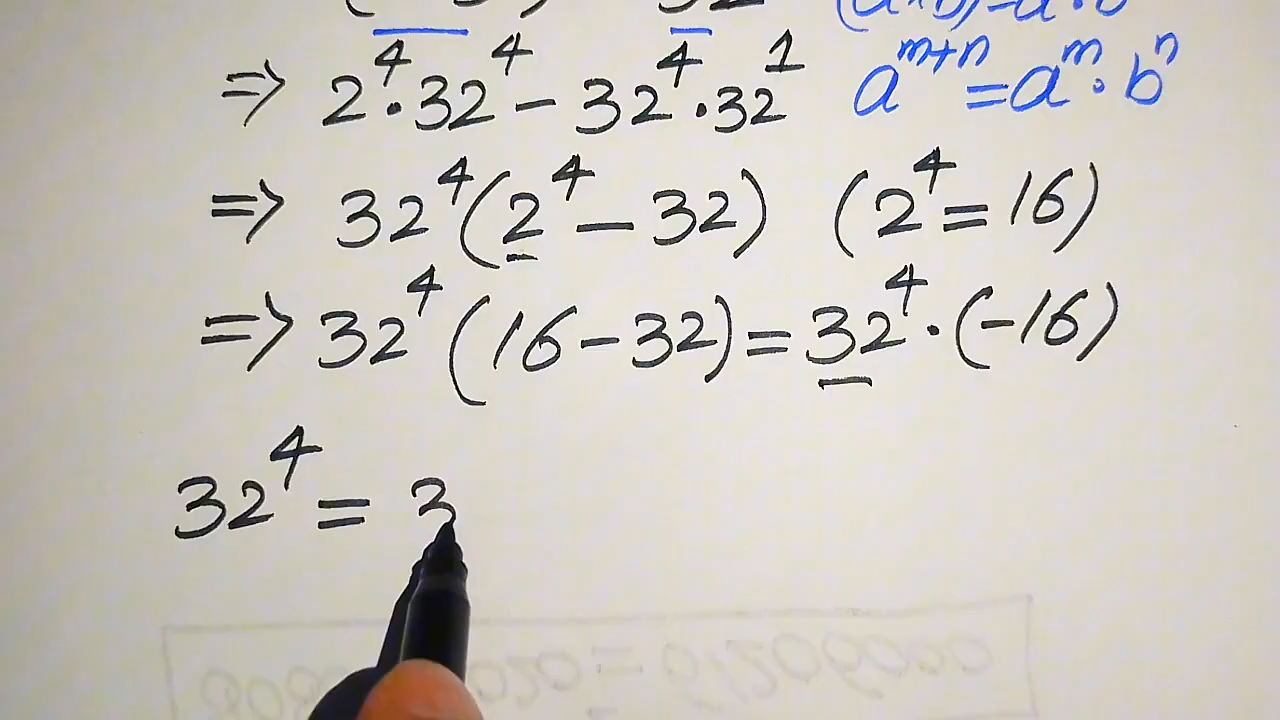 ⇒ 2⁴·32⁴ − 32⁴·32¹ aᵐ⁺ⁿ = aᵐ·bⁿ
⇒ 32⁴(2⁴ − 32) (2⁴ = 16)
⇒ 32⁴(16 − 32) = 32⁴·(−16)
32⁴ = 3